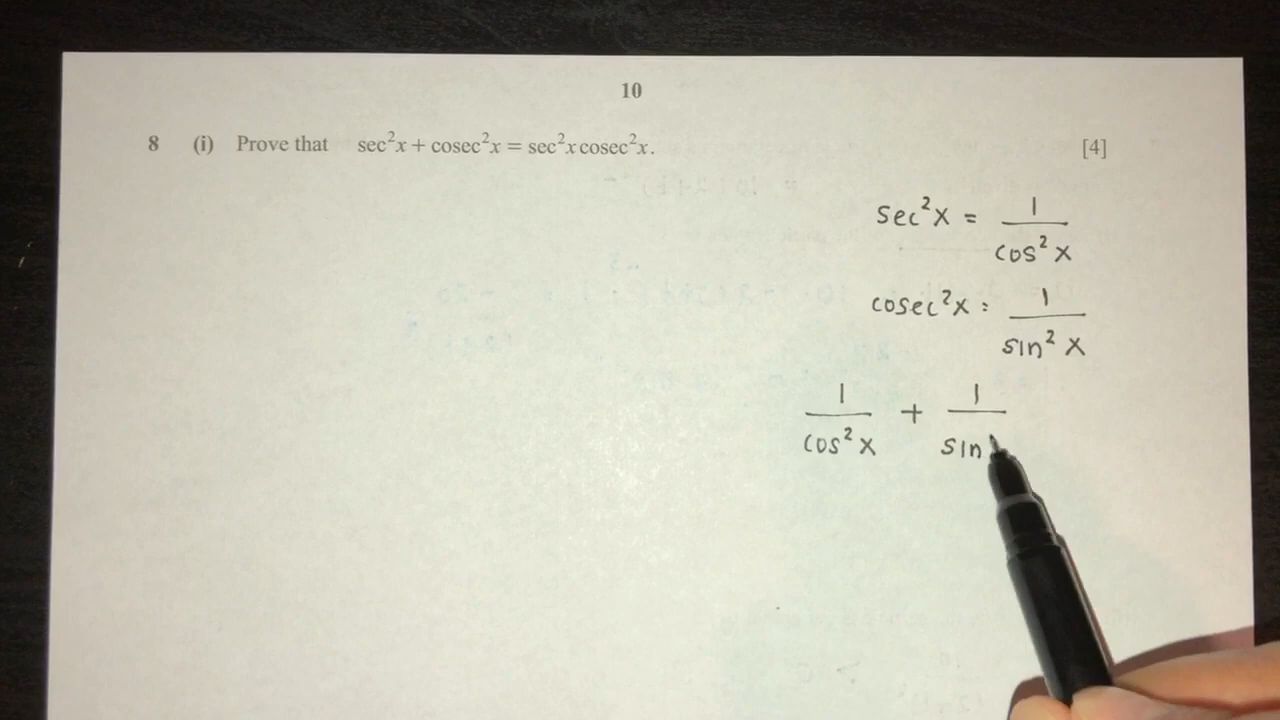 10
8 (i) Prove that sec²x + cosec²x = sec²x cosec²x. [4]
sec²x = 1/cos²x
cosec²x = 1/sin²x
1/cos²x + 1/sin